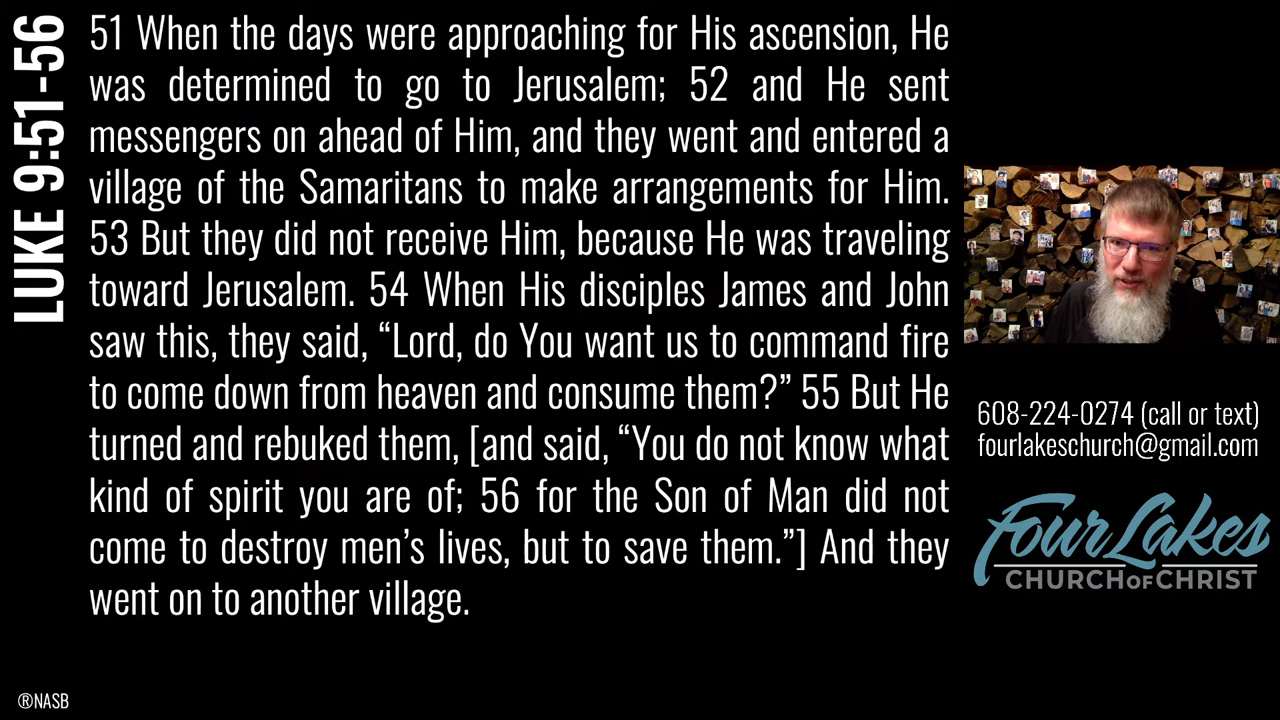 LUKE 9:51-56
51 When the days were approaching for His ascension, He
was determined to go to Jerusalem; 52 and He sent
messengers on ahead of Him, and they went and entered a
village of the Samaritans to make arrangements for Him.
53 But they did not receive Him, because He was traveling
toward Jerusalem. 54 When His disciples James and John
saw this, they said, “Lord, do You want us to command fire
to come down from heaven and consume them?” 55 But He
turned and rebuked them, [and said, “You do not know what
kind of spirit you are of; 56 for the Son of Man did not
come to destroy men’s lives, but to save them.”] And they
went on to another village.
®NASB
608-224-0274 (call or text)
fourlakeschurch@gmail.com
Four Lakes
CHURCH OF CHRIST